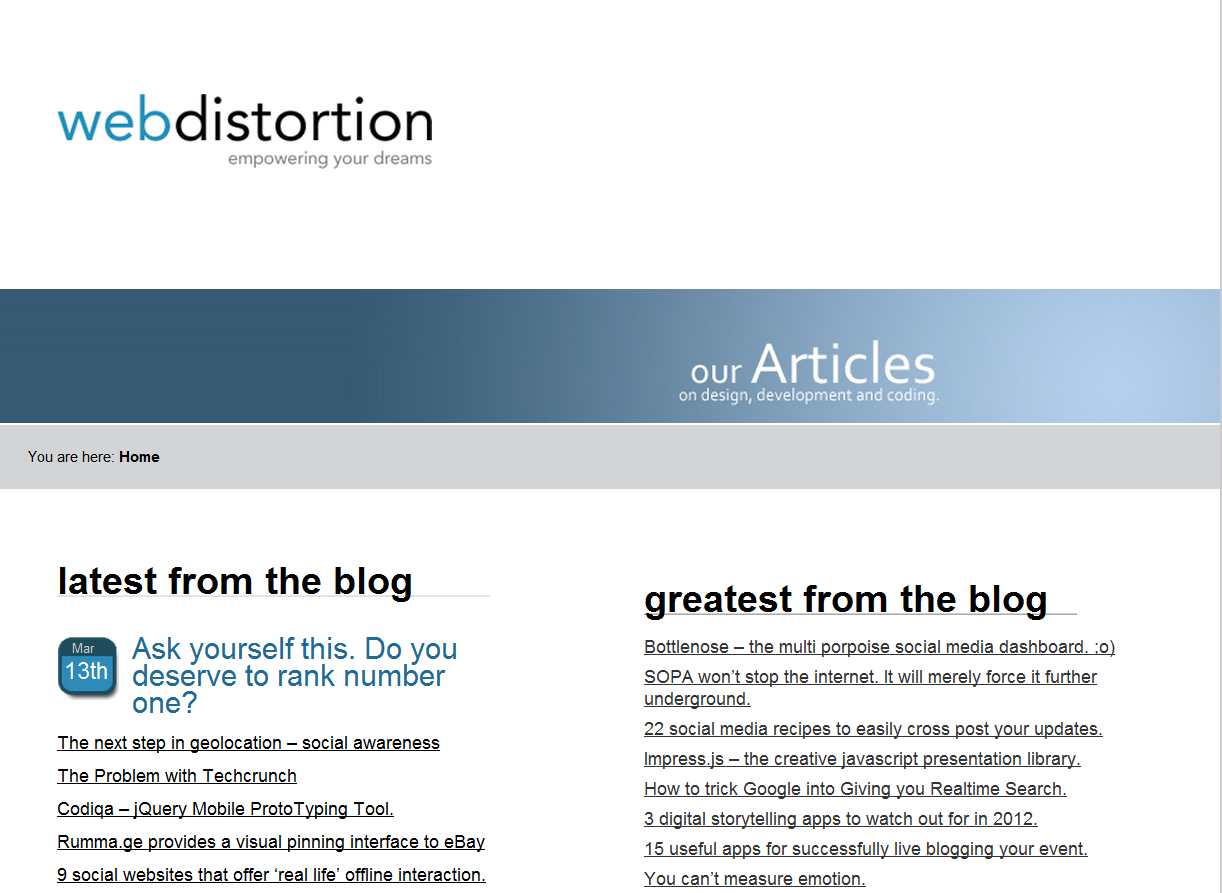 webdistortion
empowering your dreams
our Articles
on design, development and coding.
You are here: Home
latest from the blog
Mar
13th
Ask yourself this. Do you
deserve to rank number
one?
The next step in geolocation – social awareness
The Problem with Techcrunch
Codiqa – jQuery Mobile ProtoTyping Tool.
Rumma.ge provides a visual pinning interface to eBay
9 social websites that offer ‘real life’ offline interaction.
greatest from the blog
Bottlenose – the multi porpoise social media dashboard. ;o)
SOPA won’t stop the internet. It will merely force it further
underground.
22 social media recipes to easily cross post your updates.
Impress.js – the creative javascript presentation library.
How to trick Google into Giving you Realtime Search.
3 digital storytelling apps to watch out for in 2012.
15 useful apps for successfully live blogging your event.
You can’t measure emotion.